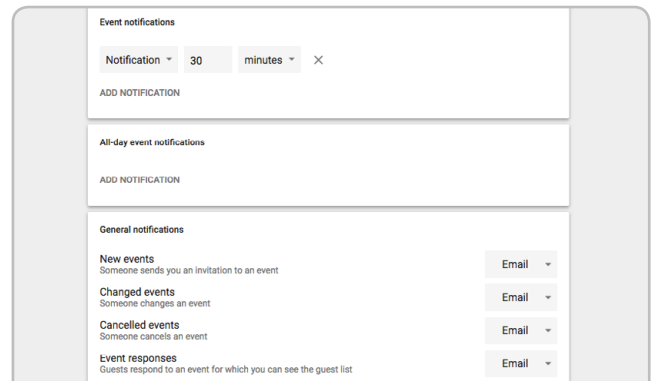 Event notifications
Notification 30 minutes
ADD NOTIFICATION
All-day event notifications
ADD NOTIFICATION
General notifications
New events
Someone sends you an invitation to an event
Email
Changed events
Someone changes an event
Email
Cancelled events
Someone cancels an event
Email
Event responses
Guests respond to an event for which you can see the guest list
Email